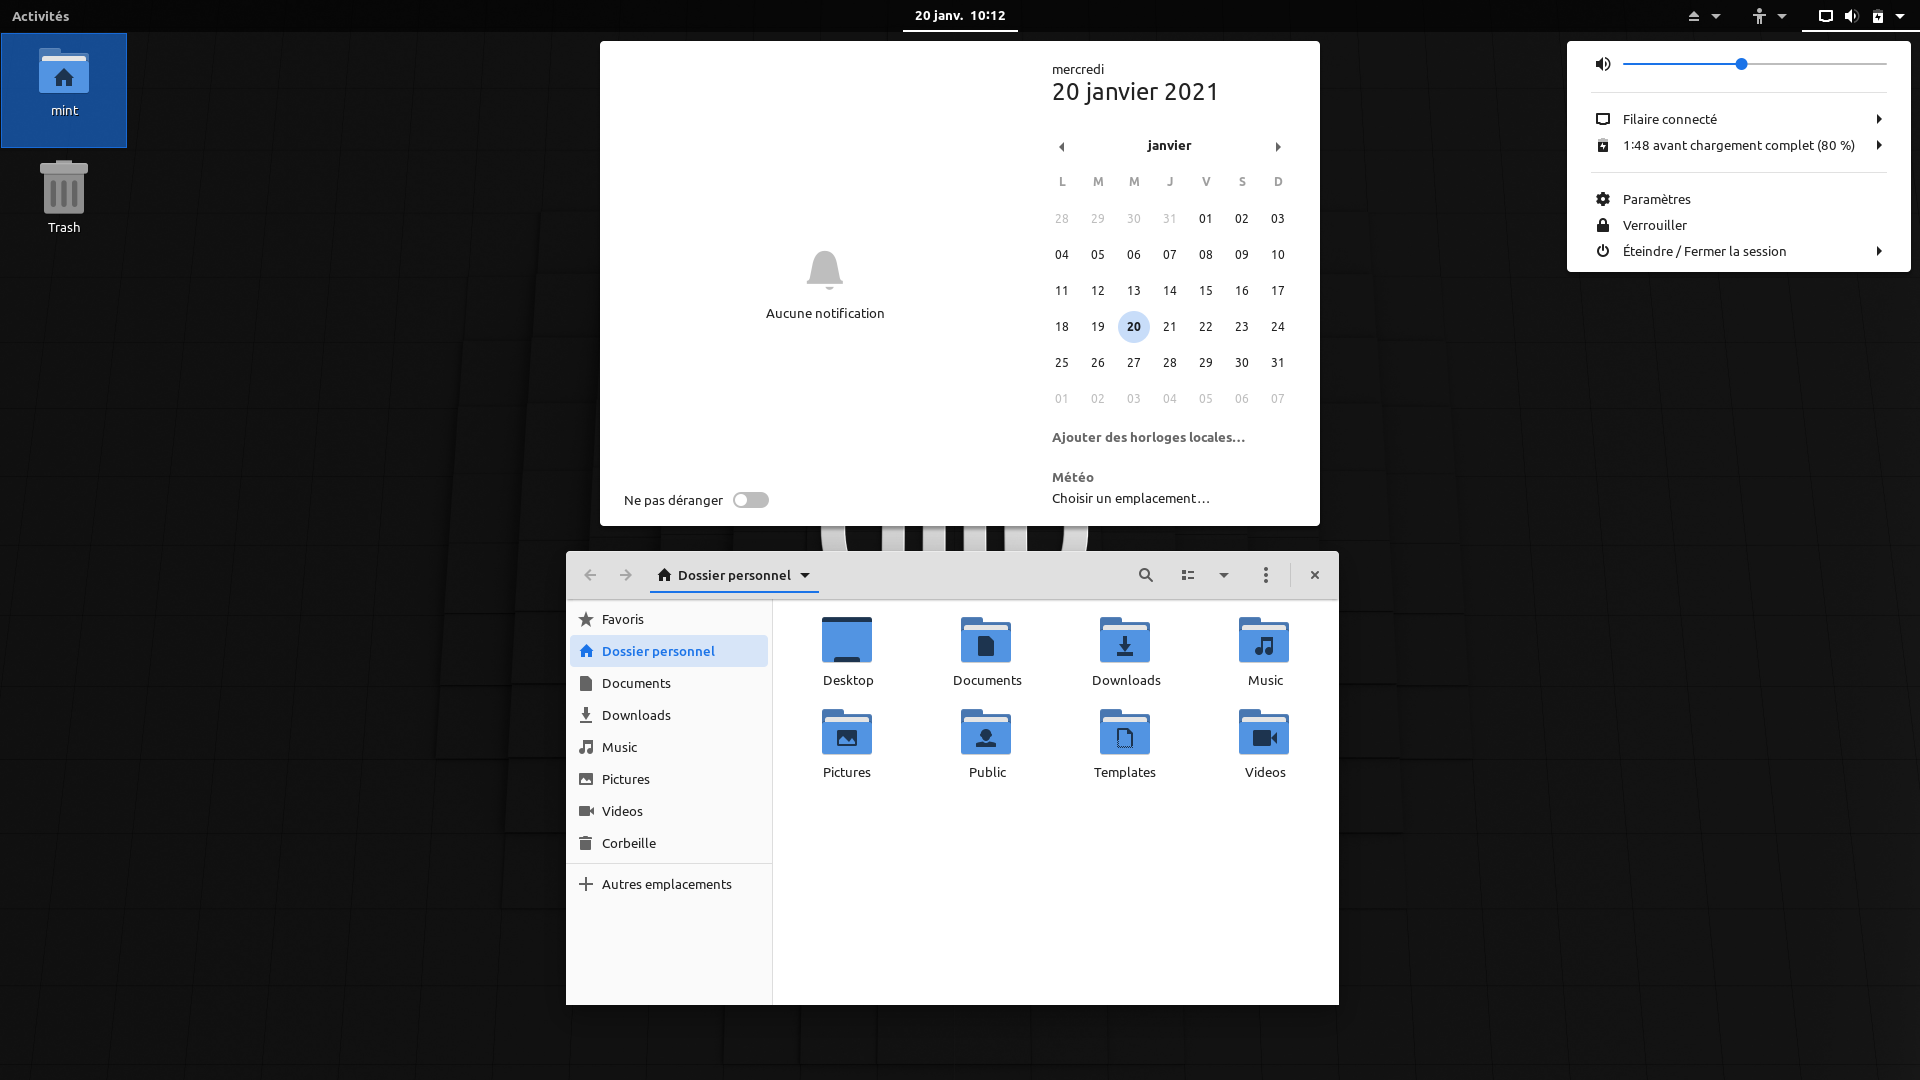 Activités
20 janv.  10:12
mint
Trash
Aucune notification
Ne pas déranger
mercredi
20 janvier 2021
janvier
L M M J V S D
28 29 30 31 01 02 03
04 05 06 07 08 09 10
11 12 13 14 15 16 17
18 19 20 21 22 23 24
25 26 27 28 29 30 31
01 02 03 04 05 06 07
Ajouter des horloges locales…
Météo
Choisir un emplacement…
Filaire connecté
1:48 avant chargement complet (80 %)
Paramètres
Verrouiller
Éteindre / Fermer la session
Dossier personnel
Favoris
Dossier personnel
Documents
Downloads
Music
Pictures
Videos
Corbeille
Autres emplacements
Desktop Documents Downloads Music
Pictures Public Templates Videos